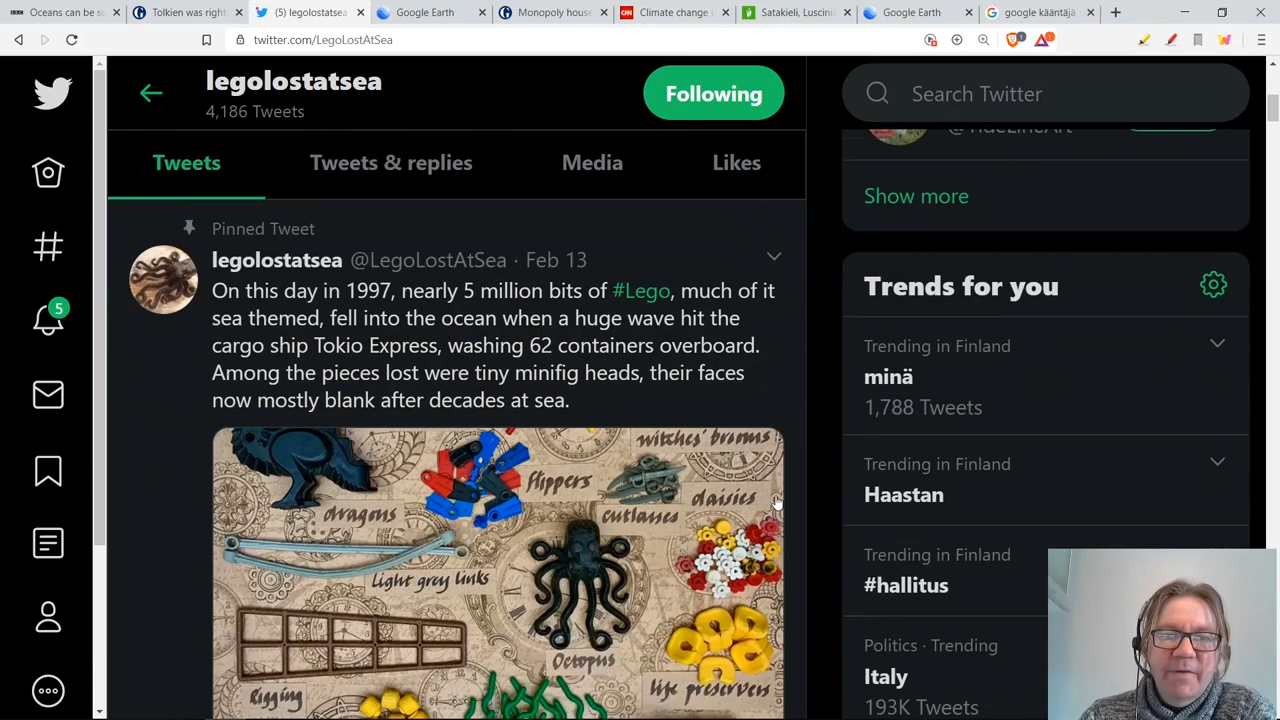 Oceans can be su
Tolkien was right
(5) legolostatsea
Google Earth
Monopoly house
Climate change i
Satakieli, Luscinia
Google Earth
google kääntäjä
twitter.com/LegoLostAtSea
1
1
legolostatsea
4,186 Tweets
Following
Search Twitter
Tweets
Tweets & replies
Media
Likes
Show more
Pinned Tweet
legolostatsea @LegoLostAtSea · Feb 13
On this day in 1997, nearly 5 million bits of #Lego, much of it
sea themed, fell into the ocean when a huge wave hit the
cargo ship Tokio Express, washing 62 containers overboard.
Among the pieces lost were tiny minifig heads, their faces
now mostly blank after decades at sea.
witches' brooms
flippers
daisies
dragons
cutlasses
Light grey links
Octopus
Rigging
life preservers
5
Trends for you
Trending in Finland
minä
1,788 Tweets
Trending in Finland
Haastan
Trending in Finland
#hallitus
Politics · Trending
Italy
193K Tweets